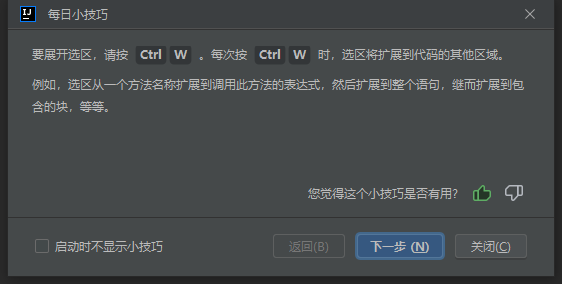 IJ
每日小技巧
要展开选区，请按 Ctrl W 。每次按 Ctrl W 时，选区将扩展到代码的其他区域。
例如，选区从一个方法名称扩展到调用此方法的表达式，然后扩展到整个语句，继而扩展到包
含的块，等等。
您觉得这个小技巧是否有用?
启动时不显示小技巧
返回(B)
下一步 (N)
关闭(C)